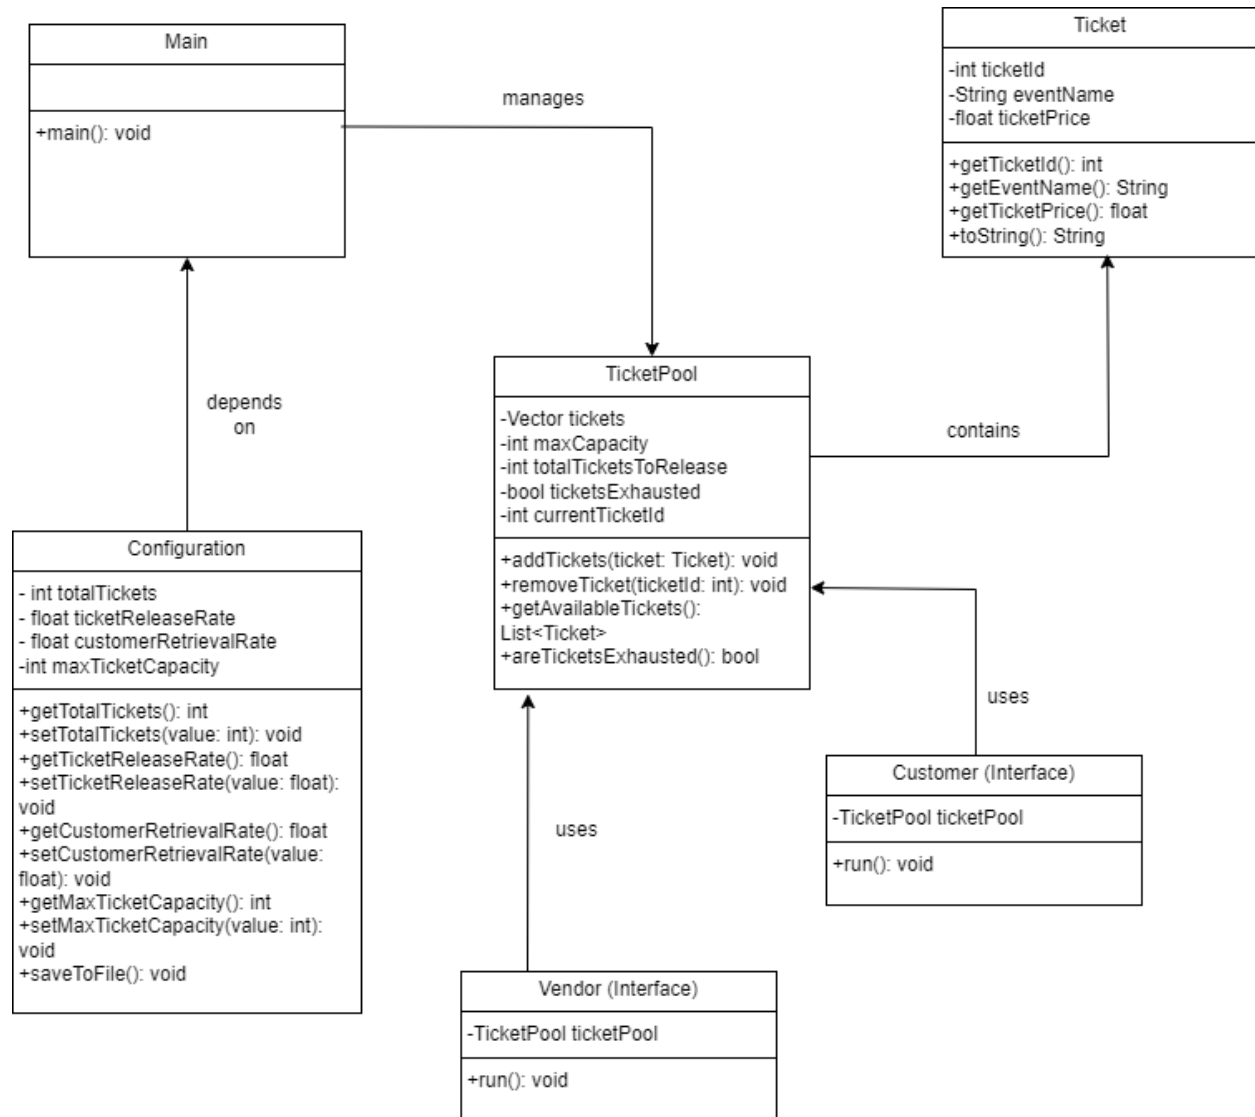 Main
+main(): void
manages
Ticket
-int ticketId
-String eventName
-float ticketPrice
+getTicketId(): int
+getEventName(): String
+getTicketPrice(): float
+toString(): String
depends
on
TicketPool
-Vector tickets
-int maxCapacity
-int totalTicketsToRelease
-bool ticketsExhausted
-int currentTicketId
+addTickets(ticket: Ticket): void
+removeTicket(ticketId: int): void
+getAvailableTickets():
List<Ticket>
+areTicketsExhausted(): bool
contains
Configuration
- int totalTickets
- float ticketReleaseRate
- float customerRetrievalRate
-int maxTicketCapacity
+getTotalTickets(): int
+setTotalTickets(value: int): void
+getTicketReleaseRate(): float
+setTicketReleaseRate(value: float):
void
+getCustomerRetrievalRate(): float
+setCustomerRetrievalRate(value:
float): void
+getMaxTicketCapacity(): int
+setMaxTicketCapacity(value: int):
void
+saveToFile(): void
uses
uses
Customer (Interface)
-TicketPool ticketPool
+run(): void
Vendor (Interface)
-TicketPool ticketPool
+run(): void